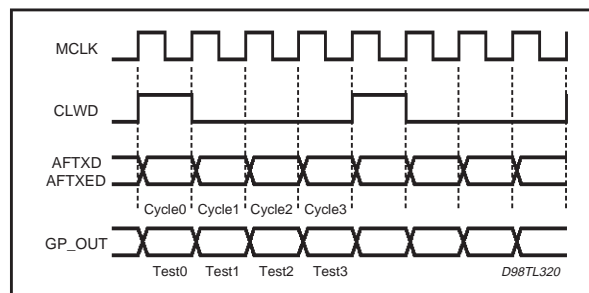 MCLK
CLWD
AFTXD
AFTXED
Cycle0 Cycle1 Cycle2 Cycle3
GP_OUT
Test0 Test1 Test2 Test3 D98TL320